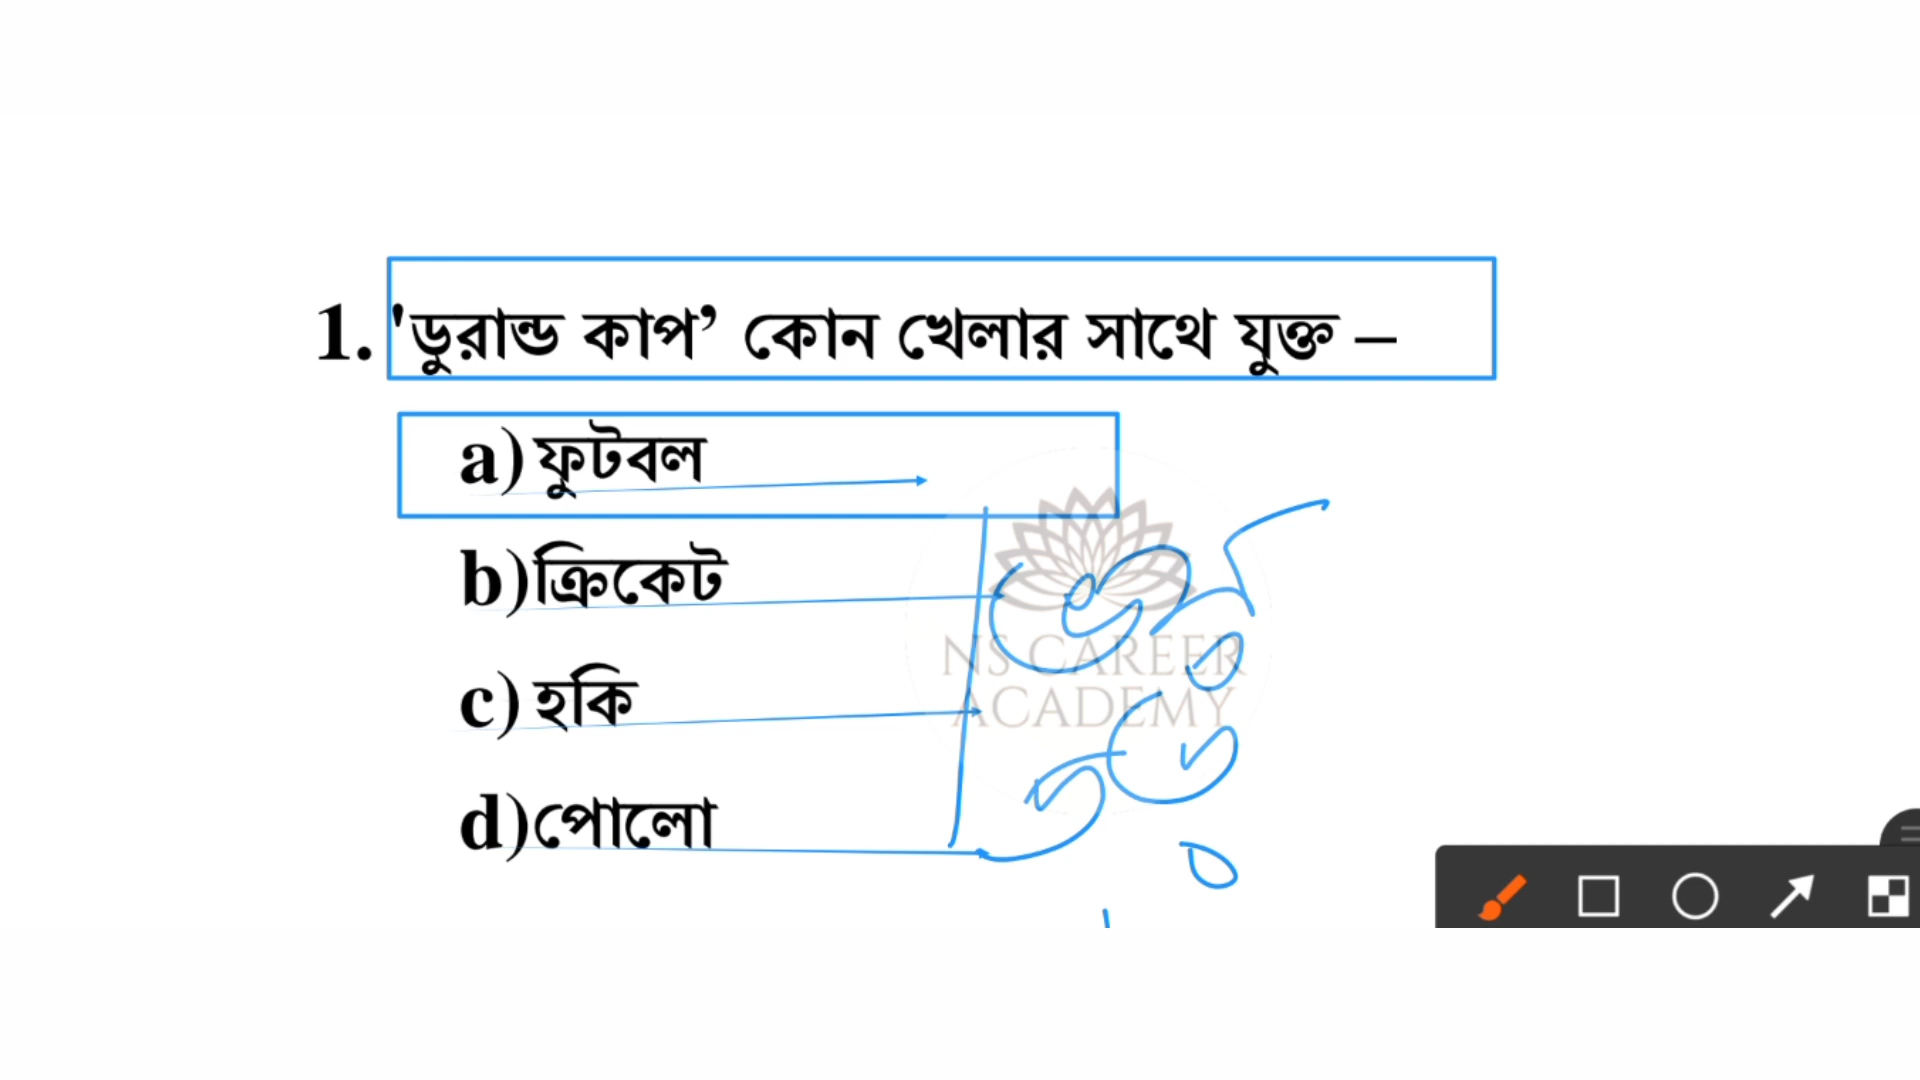 1. 'ডুরান্ড কাপ’ কোন খেলার সাথে যুক্ত –
a) ফুটবল
b) ক্রিকেট
c) হকি
d) পোলো
NS CAREER
ACADEMY